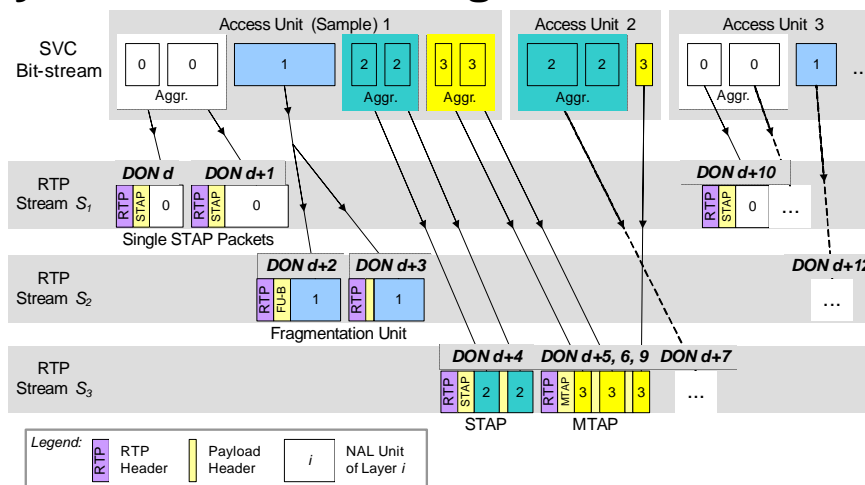 Access Unit (Sample) 1
Access Unit 2
Access Unit 3
SVC
Bit-stream
0 0 1 2 2 3 3 2 2 3 0 0 1 ...
Aggr. Aggr. Aggr. Aggr. Aggr.
RTP
Stream S1
DON d
DON d+1
DON d+10
RTP STAP 0
RTP STAP 0
RTP STAP 0 ...
Single STAP Packets
RTP
Stream S2
DON d+2
DON d+3
DON d+12
RTP FU-B 1
RTP 1
...
Fragmentation Unit
RTP
Stream S3
DON d+4
DON d+5, 6, 9
DON d+7
RTP STAP 2 2
RTP MTAP 3 3 3
...
STAP
MTAP
Legend:
RTP
RTP
Header
Payload
Header
i
NAL Unit
of Layer i